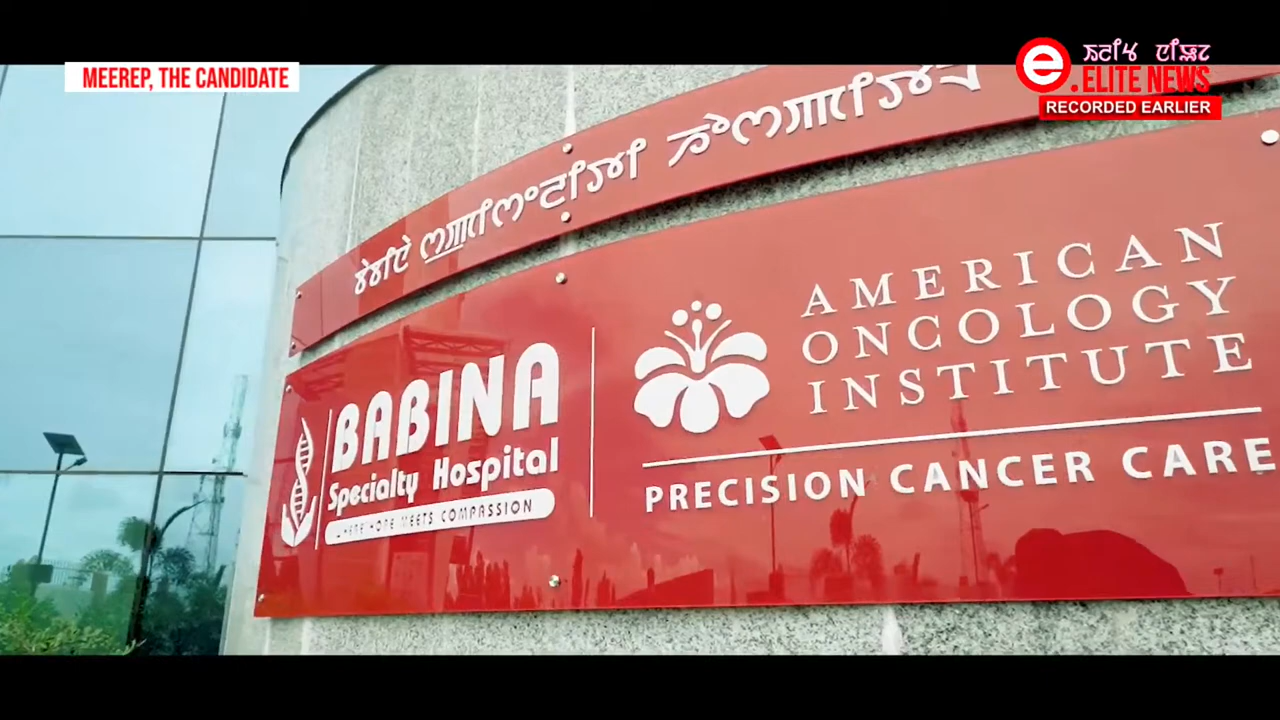 MEEREP, THE CANDIDATE
e
. ELITE NEWS
RECORDED EARLIER
BABINA
Specialty Hospital
WHERE HOPE MEETS COMPASSION
AMERICAN
ONCOLOGY
INSTITUTE
PRECISION CANCER CARE